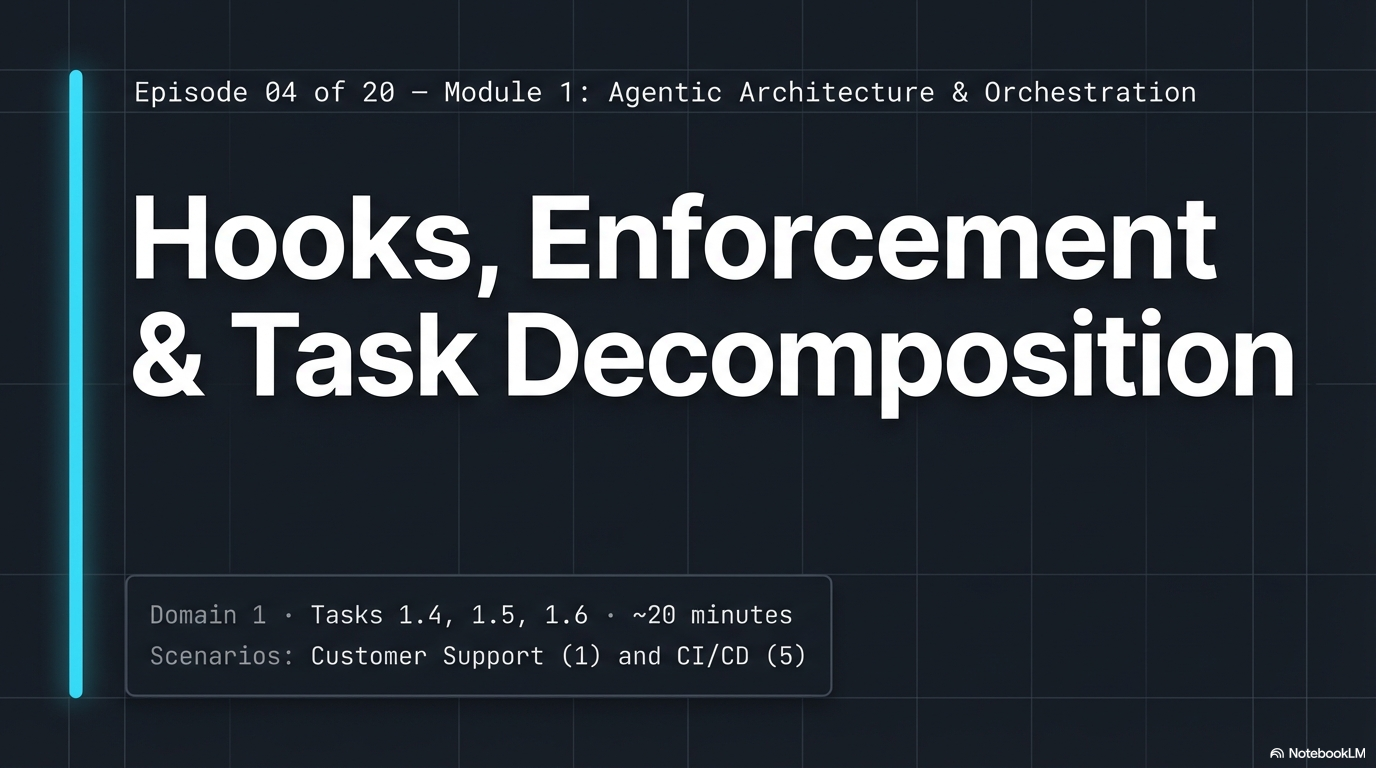 Episode 04 of 20 — Module 1: Agentic Architecture & Orchestration
Hooks, Enforcement
& Task Decomposition
Domain 1 · Tasks 1.4, 1.5, 1.6 · ~20 minutes
Scenarios: Customer Support (1) and CI/CD (5)
NotebookLM